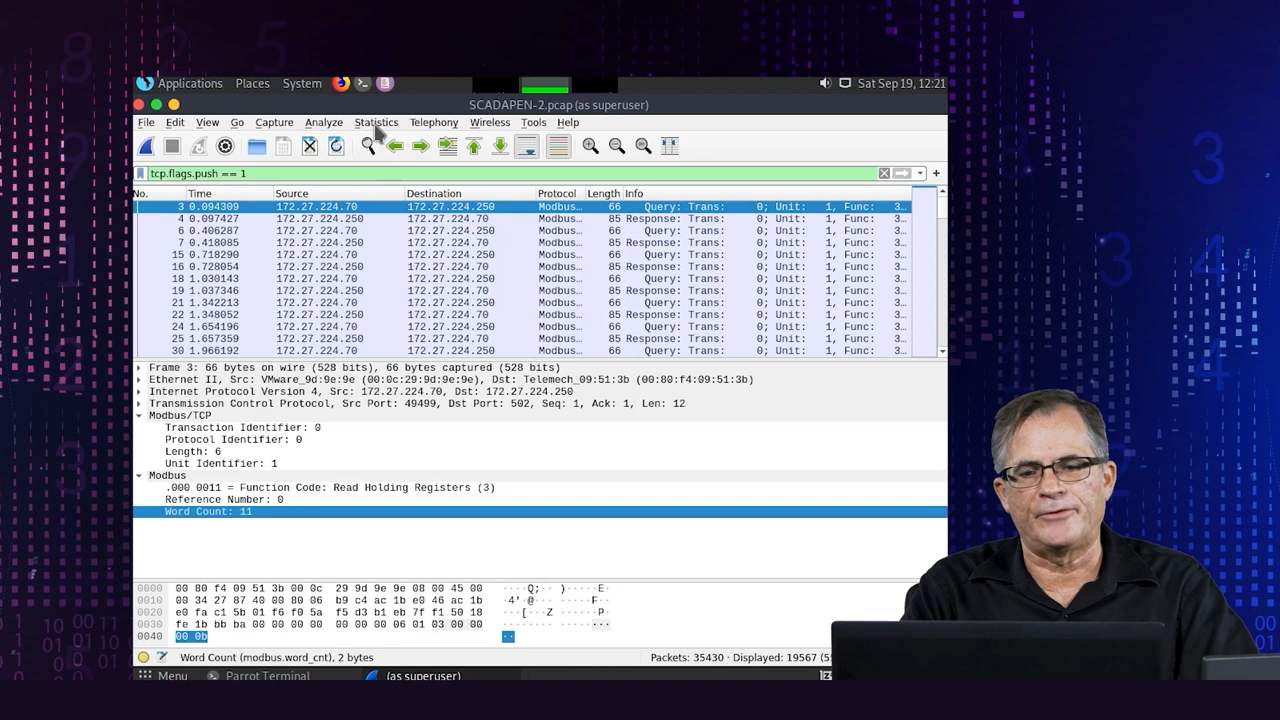 Applications Places System Sat Sep 19, 12:21
SCADAPEN-2.pcap (as superuser)
File Edit View Go Capture Analyze Statistics Telephony Wireless Tools Help
tcp.flags.push == 1
No. Time Source Destination Protocol Length Info
3 0.094309 172.27.224.70 172.27.224.250 Modbus… 66 Query: Trans: 0; Unit: 1, Func: 3…
4 0.097427 172.27.224.250 172.27.224.70 Modbus… 85 Response: Trans: 0; Unit: 1, Func: 3…
6 0.406287 172.27.224.70 172.27.224.250 Modbus… 66 Query: Trans: 0; Unit: 1, Func: 3…
7 0.418085 172.27.224.250 172.27.224.70 Modbus… 85 Response: Trans: 0; Unit: 1, Func: 3…
15 0.718290 172.27.224.70 172.27.224.250 Modbus… 66 Query: Trans: 0; Unit: 1, Func: 3…
16 0.728054 172.27.224.250 172.27.224.70 Modbus… 85 Response: Trans: 0; Unit: 1, Func: 3…
18 1.030143 172.27.224.70 172.27.224.250 Modbus… 66 Query: Trans: 0; Unit: 1, Func: 3…
19 1.037346 172.27.224.250 172.27.224.70 Modbus… 85 Response: Trans: 0; Unit: 1, Func: 3…
21 1.342213 172.27.224.70 172.27.224.250 Modbus… 66 Query: Trans: 0; Unit: 1, Func: 3…
22 1.348052 172.27.224.250 172.27.224.70 Modbus… 85 Response: Trans: 0; Unit: 1, Func: 3…
24 1.654196 172.27.224.70 172.27.224.250 Modbus… 66 Query: Trans: 0; Unit: 1, Func: 3…
25 1.657359 172.27.224.250 172.27.224.70 Modbus… 85 Response: Trans: 0; Unit: 1, Func: 3…
30 1.966192 172.27.224.70 172.27.224.250 Modbus… 66 Query: Trans: 0; Unit: 1, Func: 3…
Frame 3: 66 bytes on wire (528 bits), 66 bytes captured (528 bits)
Ethernet II, Src: VMware_9d:9e:9e (00:0c:29:9d:9e:9e), Dst: Telemech_09:51:3b (00:80:f4:09:51:3b)
Internet Protocol Version 4, Src: 172.27.224.70, Dst: 172.27.224.250
Transmission Control Protocol, Src Port: 49499, Dst Port: 502, Seq: 1, Ack: 1, Len: 12
Modbus/TCP
Transaction Identifier: 0
Protocol Identifier: 0
Length: 6
Unit Identifier: 1
Modbus
.000 0011 = Function Code: Read Holding Registers (3)
Reference Number: 0
Word Count: 11
0000 00 80 f4 09 51 3b 00 0c 29 9d 9e 9e 08 00 45 00 ····Q;·· )·····E·
0010 00 34 27 87 40 00 80 06 b9 c4 ac 1b e0 46 ac 1b ·4'·@··· ·····F··
0020 e0 fa c1 5b 01 f6 f0 5a f5 d3 b1 eb 7f f1 50 18 ···[···Z ······P·
0030 fe 1b bb ba 00 00 00 00 00 00 00 06 01 03 00 00 ········ ········
0040 00 0b ··
Word Count (modbus.word_cnt), 2 bytes Packets: 35430 · Displayed: 19567 (5
Menu Parrot Terminal (as superuser)